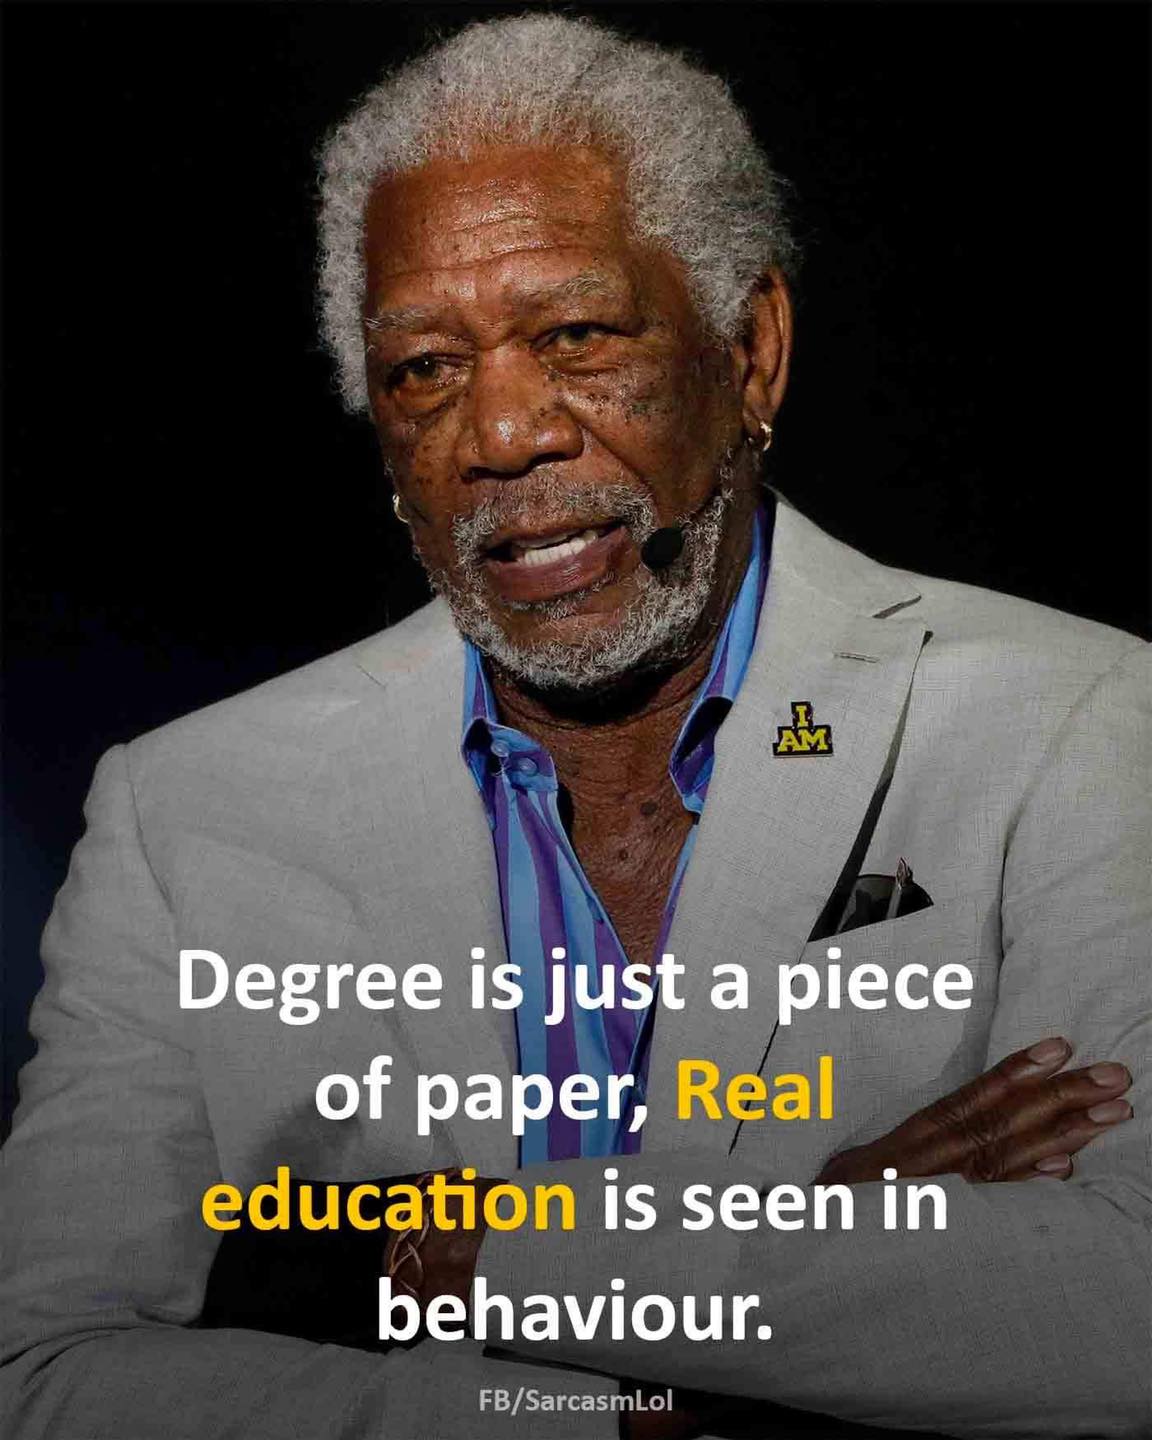 I
AM
Degree is just a piece
of paper, Real
education is seen in
behaviour.
FB/SarcasmLol